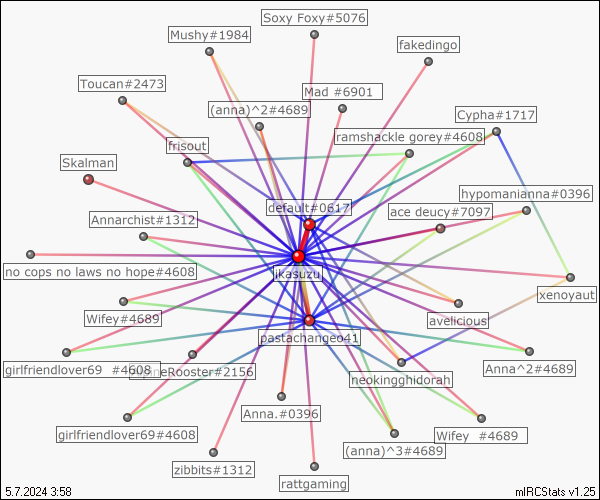 Soxy Foxy#5076
Mushy#1984
fakedingo
Toucan#2473
Mad #6901
(anna)^2#4689
Cypha#1717
ramshackle gorey#4608
frisout
Skalman
hypomanianna#0396
default#0617
ace deucy#7097
Annarchist#1312
no cops no laws no hope#4608
jikasuzu
xenoyaut
Wifey#4689
avelicious
pastachangeo41
girlfriendlover69 #4608
Rooster#2156
Anna^2#4689
neokingghidorah
Anna.#0396
girlfriendlover69#4608
Wifey #4689
(anna)^3#4689
zibbits#1312
rattgaming
5.7.2024 3:58
mIRCStats v1.25